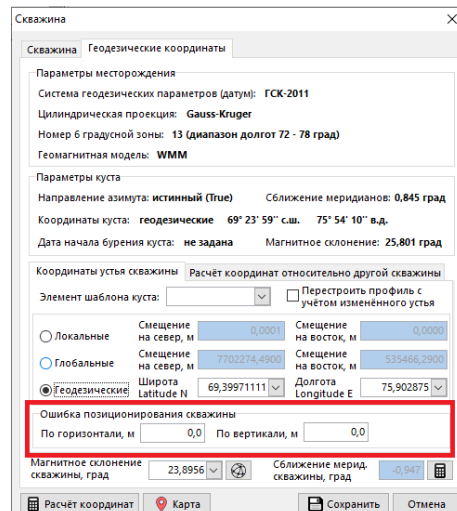 Скважина
Скважина Геодезические координаты
Параметры месторождения
Система геодезических параметров (датум): ГСК-2011
Цилиндрическая проекция: Gauss-Kruger
Номер 6 градусной зоны: 13 (диапазон долгот 72 - 78 град)
Геомагнитная модель: WMM
Параметры куста
Направление азимута: истинный (True) Сближение меридианов: 0,845 град
Координаты куста: геодезические 69° 23' 59'' с.ш. 75° 54' 10'' в.д.
Дата начала бурения куста: не задана Магнитное склонение: 25,801 град
Координаты устья скважины Расчёт координат относительно другой скважины
Элемент шаблона куста: Перестроить профиль с
учётом изменённого устья
Локальные Смещение на север, м 0,0001 Смещение на восток, м 0,0000
Глобальные Смещение на север, м 7702274,4900 Смещение на восток, м 535466,2900
Геодезические Широта Latitude N 69,39971111 Долгота Longitude E 75,902875
Ошибка позиционирования скважины
По горизонтали, м 0,0 По вертикали, м 0,0
Магнитное склонение скважины, град 23,8956 Сближение мерид. скважины, град -0,947
Расчёт координат Карта Сохранить Отмена